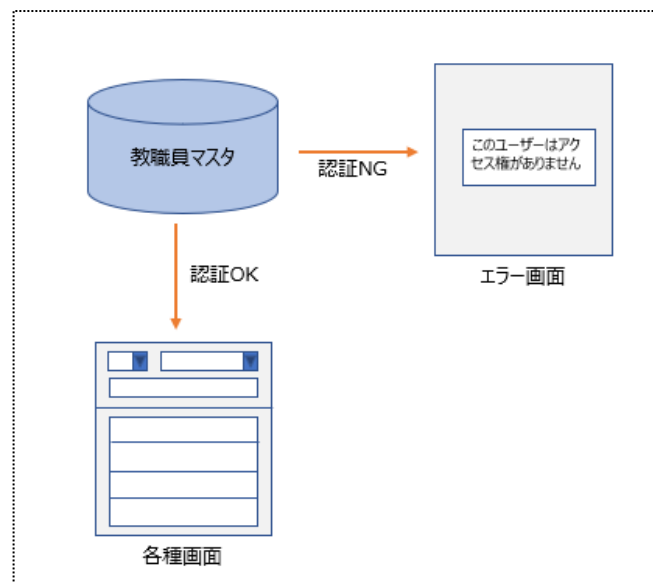 教職員マスタ
認証NG
このユーザーはアク
セス権がありません
エラー画面
認証OK
各種画面